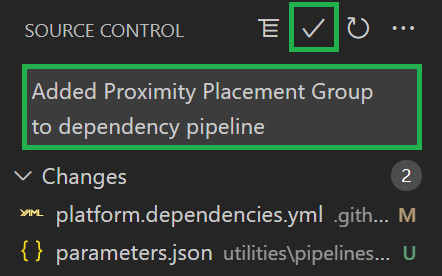 SOURCE CONTROL
Added Proximity Placement Group
to dependency pipeline
Changes 2
YAML platform.dependencies.yml .gith... M
{ } parameters.json utilities\pipelines... U